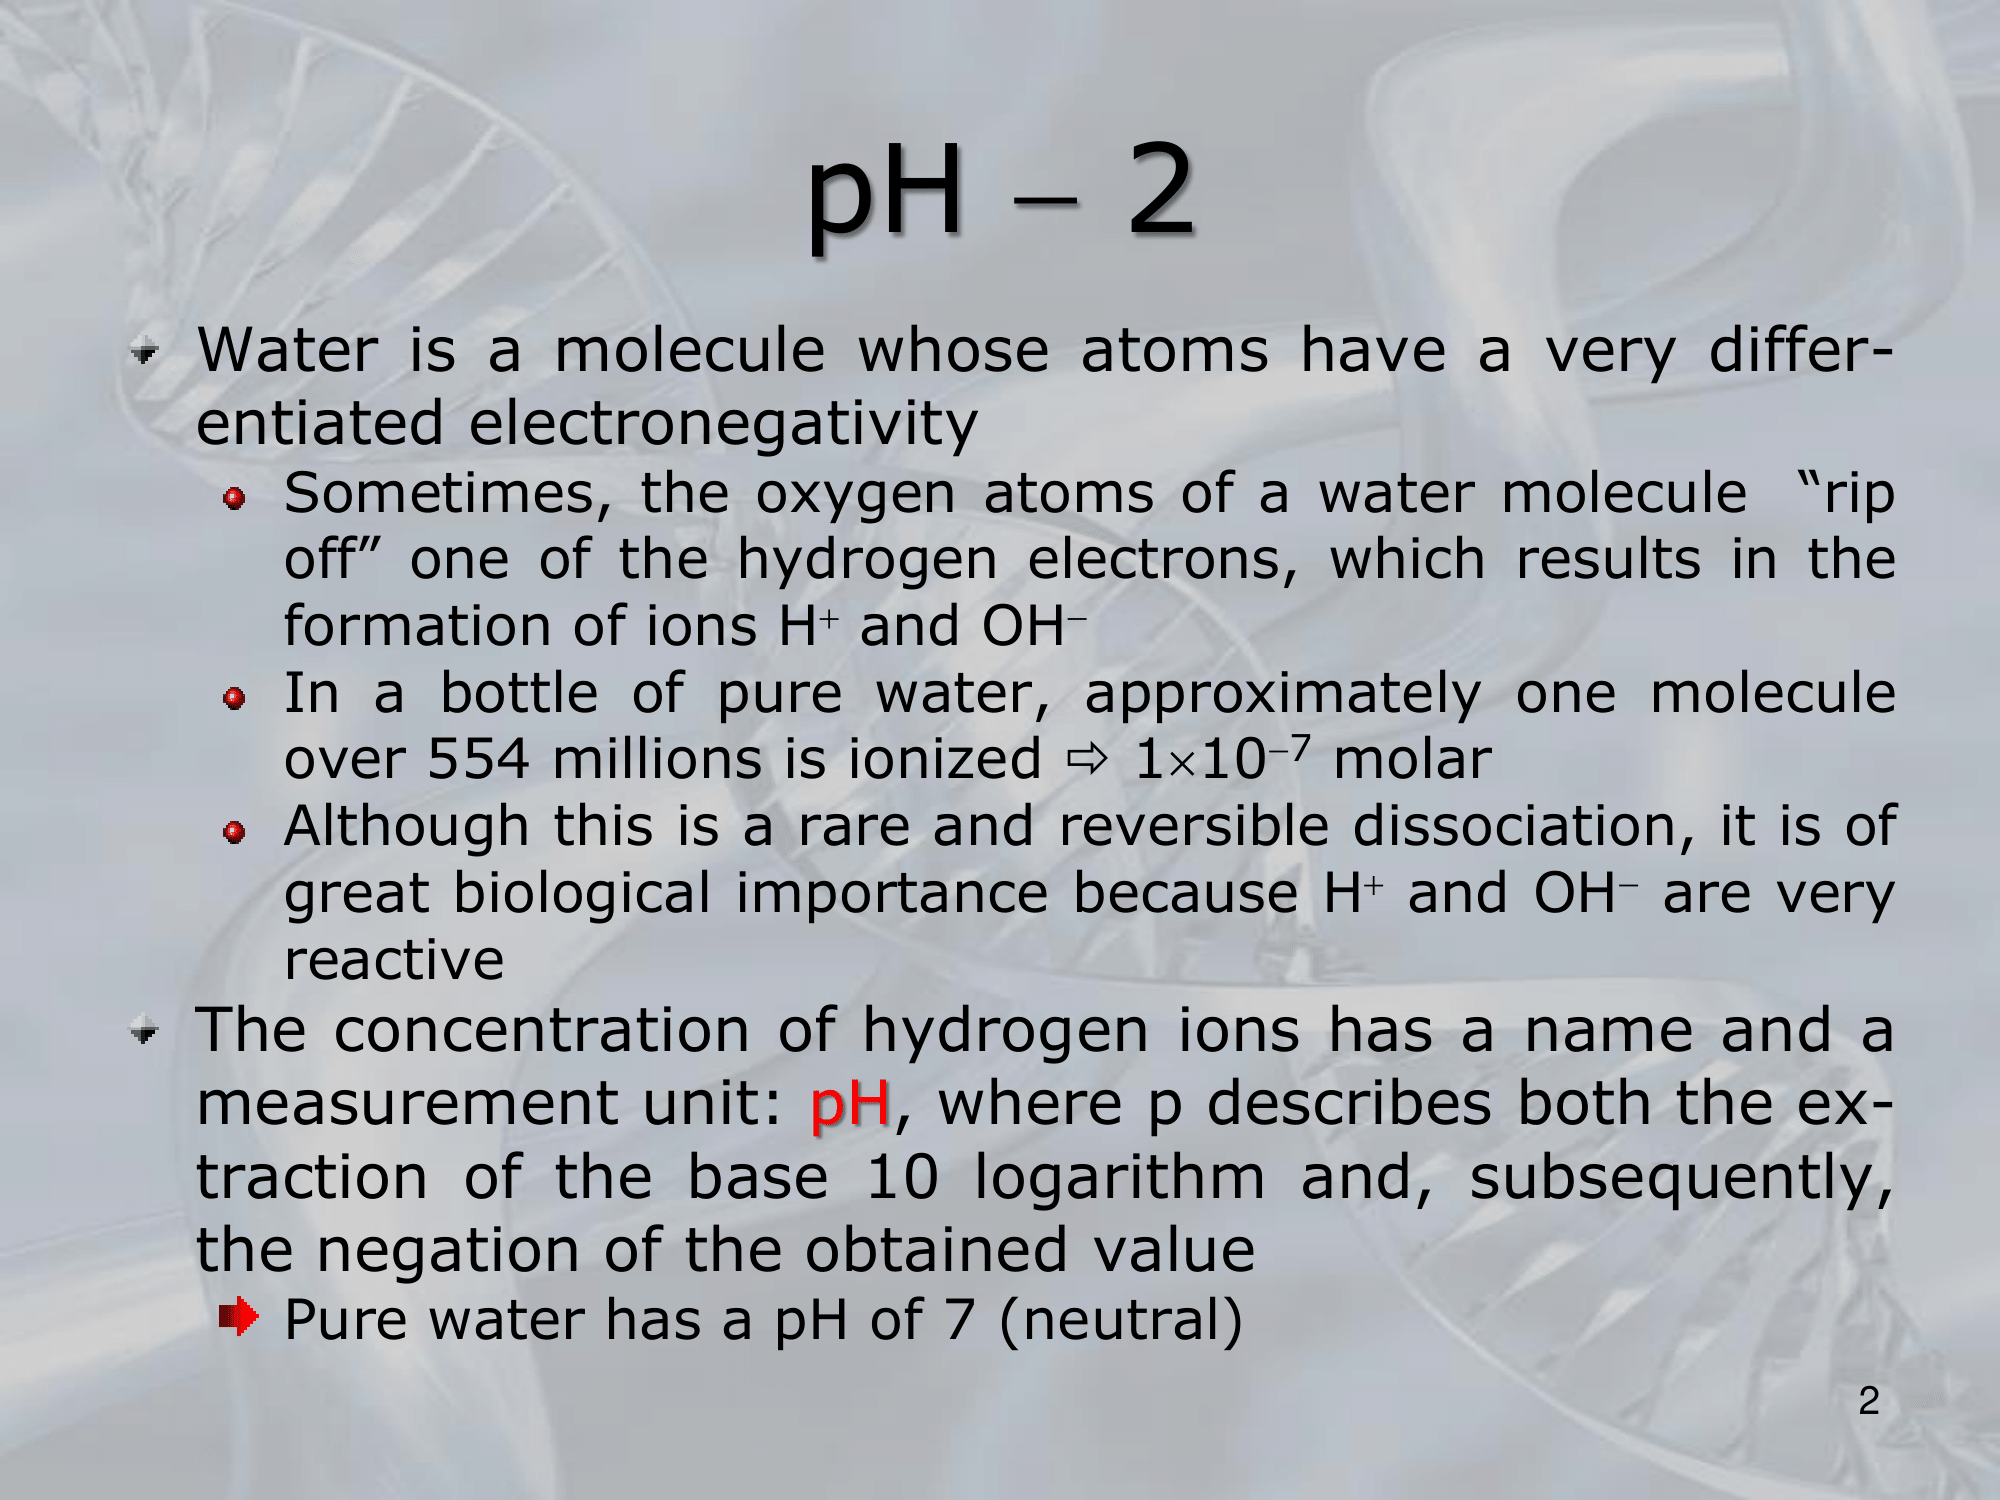 pH – 2
Water is a molecule whose atoms have a very differ-
entiated electronegativity
Sometimes, the oxygen atoms of a water molecule “rip
off” one of the hydrogen electrons, which results in the
formation of ions H⁺ and OH⁻
In a bottle of pure water, approximately one molecule
over 554 millions is ionized ⇨ 1×10⁻⁷ molar
Although this is a rare and reversible dissociation, it is of
great biological importance because H⁺ and OH⁻ are very
reactive
The concentration of hydrogen ions has a name and a
measurement unit: pH, where p describes both the ex-
traction of the base 10 logarithm and, subsequently,
the negation of the obtained value
Pure water has a pH of 7 (neutral)
2